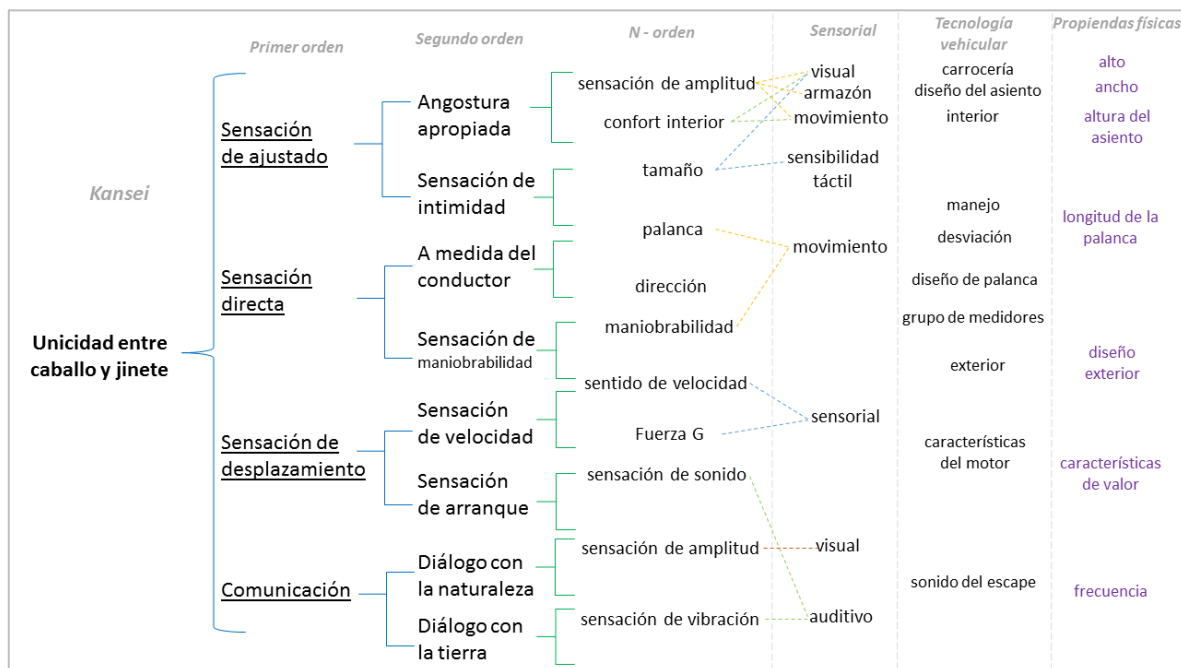 Primer orden
Segundo orden
N - orden
Sensorial
Tecnología
vehicular
Propiendas físicas
Kansei
Unicidad entre
caballo y jinete
Sensación
de ajustado
Sensación
directa
Sensación de
desplazamiento
Comunicación
Angostura
apropiada
Sensación de
intimidad
A medida del
conductor
Sensación de
maniobrabilidad
Sensación
de velocidad
Sensación
de arranque
Diálogo con
la naturaleza
Diálogo con
la tierra
sensación de amplitud
confort interior
tamaño
palanca
dirección
maniobrabilidad
sentido de velocidad
Fuerza G
sensación de sonido
sensación de amplitud
sensación de vibración
visual
armazón
movimiento
sensibilidad
táctil
movimiento
sensorial
visual
auditivo
carrocería
diseño del asiento
interior
manejo
desviación
diseño de palanca
grupo de medidores
exterior
características
del motor
sonido del escape
alto
ancho
altura del
asiento
longitud de la
palanca
diseño
exterior
características
de valor
frecuencia